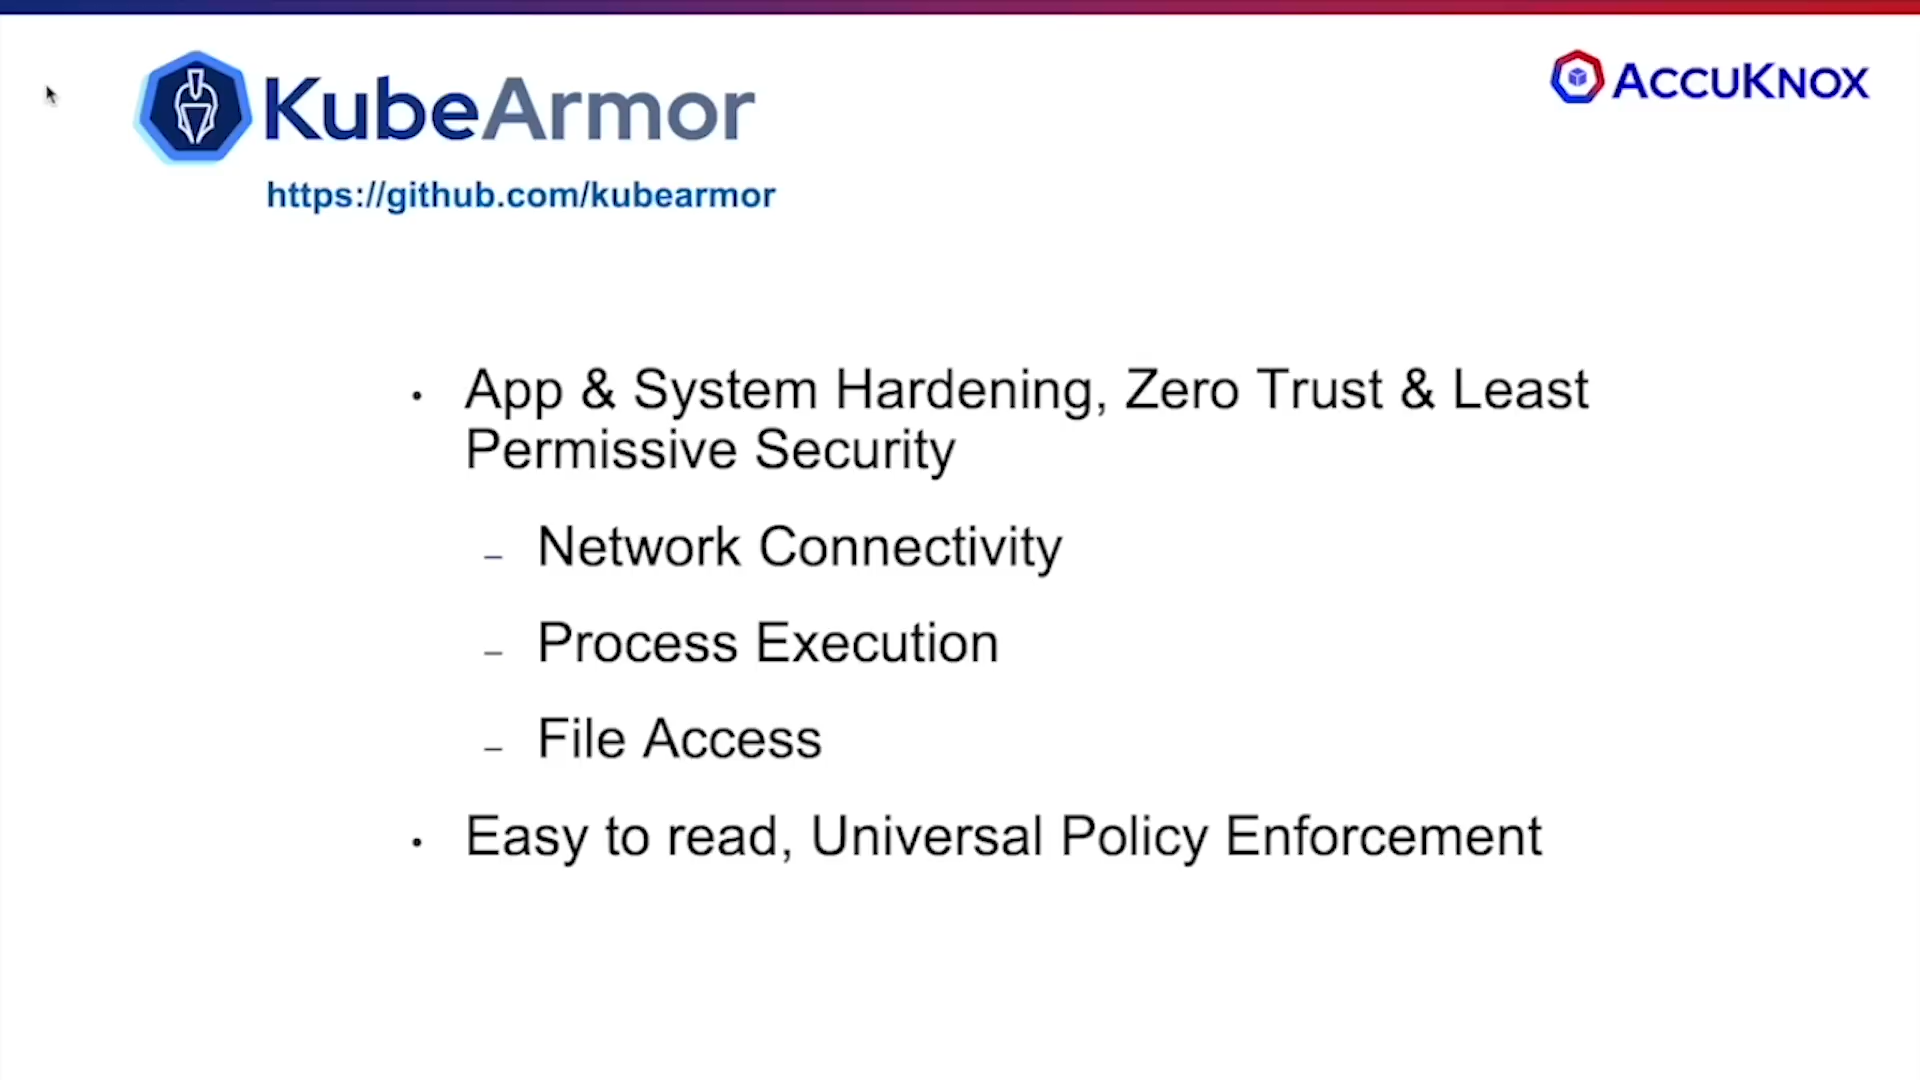 KubeArmor
ACCUKNOX
https://github.com/kubearmor
• App & System Hardening, Zero Trust & Least
Permissive Security
– Network Connectivity
– Process Execution
– File Access
• Easy to read, Universal Policy Enforcement